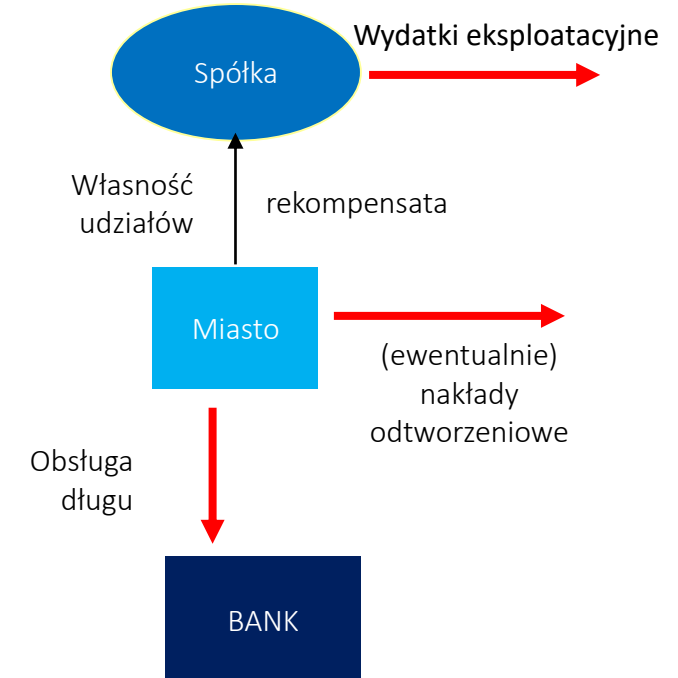 Wydatki eksploatacyjne
Spółka
Własność
udziałów
rekompensata
Miasto
(ewentualnie)
nakłady
odtworzeniowe
Obsługa
długu
BANK